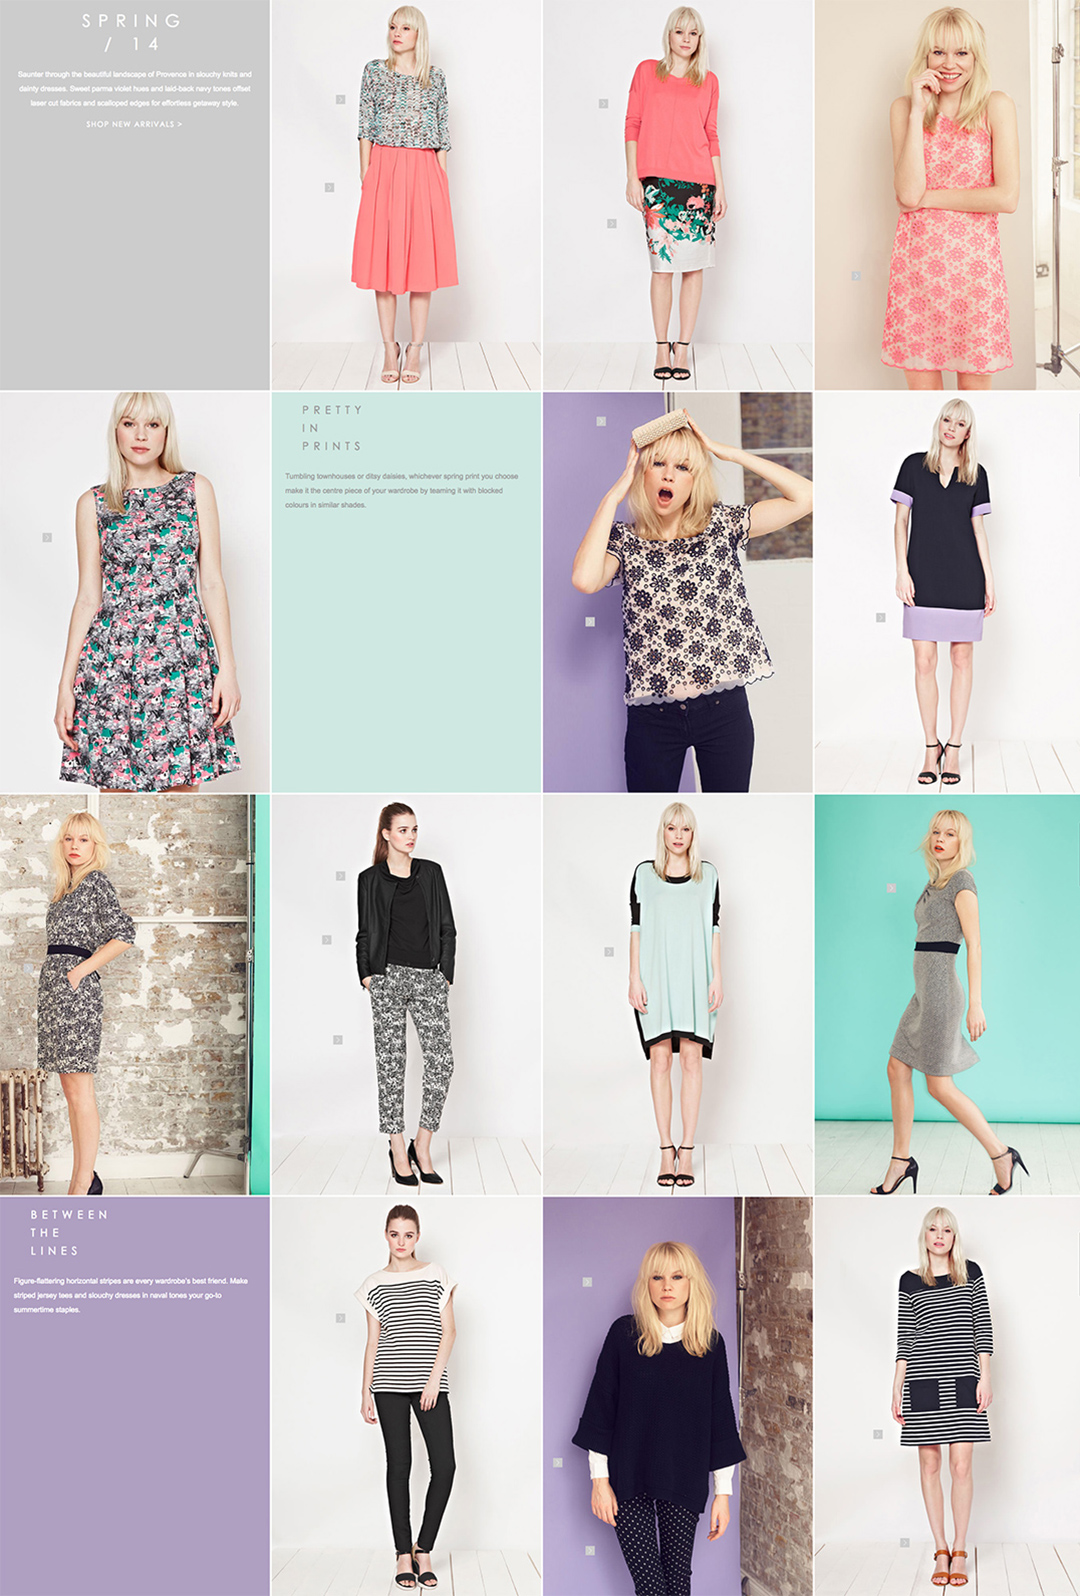 SPRING
/ 14
Saunter through the beautiful landscape of Provence in slouchy knits and
dainty dresses. Sweet parma violet hues and laid-back navy tones offset
laser cut fabrics and scalloped edges for effortless getaway style.
SHOP NEW ARRIVALS >
PRETTY
IN
PRINTS
Tumbling townhouses or ditsy daisies, whichever spring print you choose
make it the centre piece of your wardrobe by teaming it with blocked
colours in similar shades.
BETWEEN
THE
LINES
Figure-flattering horizontal stripes are every wardrobe's best friend. Make
striped jersey tees and slouchy dresses in naval tones your go-to
summertime staples.